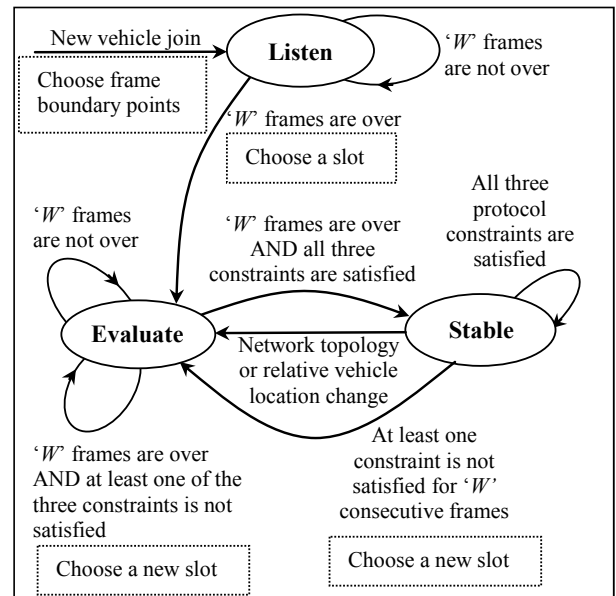 New vehicle join
Choose frame
boundary points
Listen
‘W’ frames
are not over
‘W’ frames are over
Choose a slot
‘W’ frames
are not over
‘W’ frames are over
AND all three
constraints are satisfied
All three
protocol
constraints are
satisfied
Evaluate
Stable
Network topology
or relative vehicle
location change
‘W’ frames are over
AND at least one of the
three constraints is not
satisfied
Choose a new slot
At least one
constraint is not
satisfied for ‘W’
consecutive frames
Choose a new slot